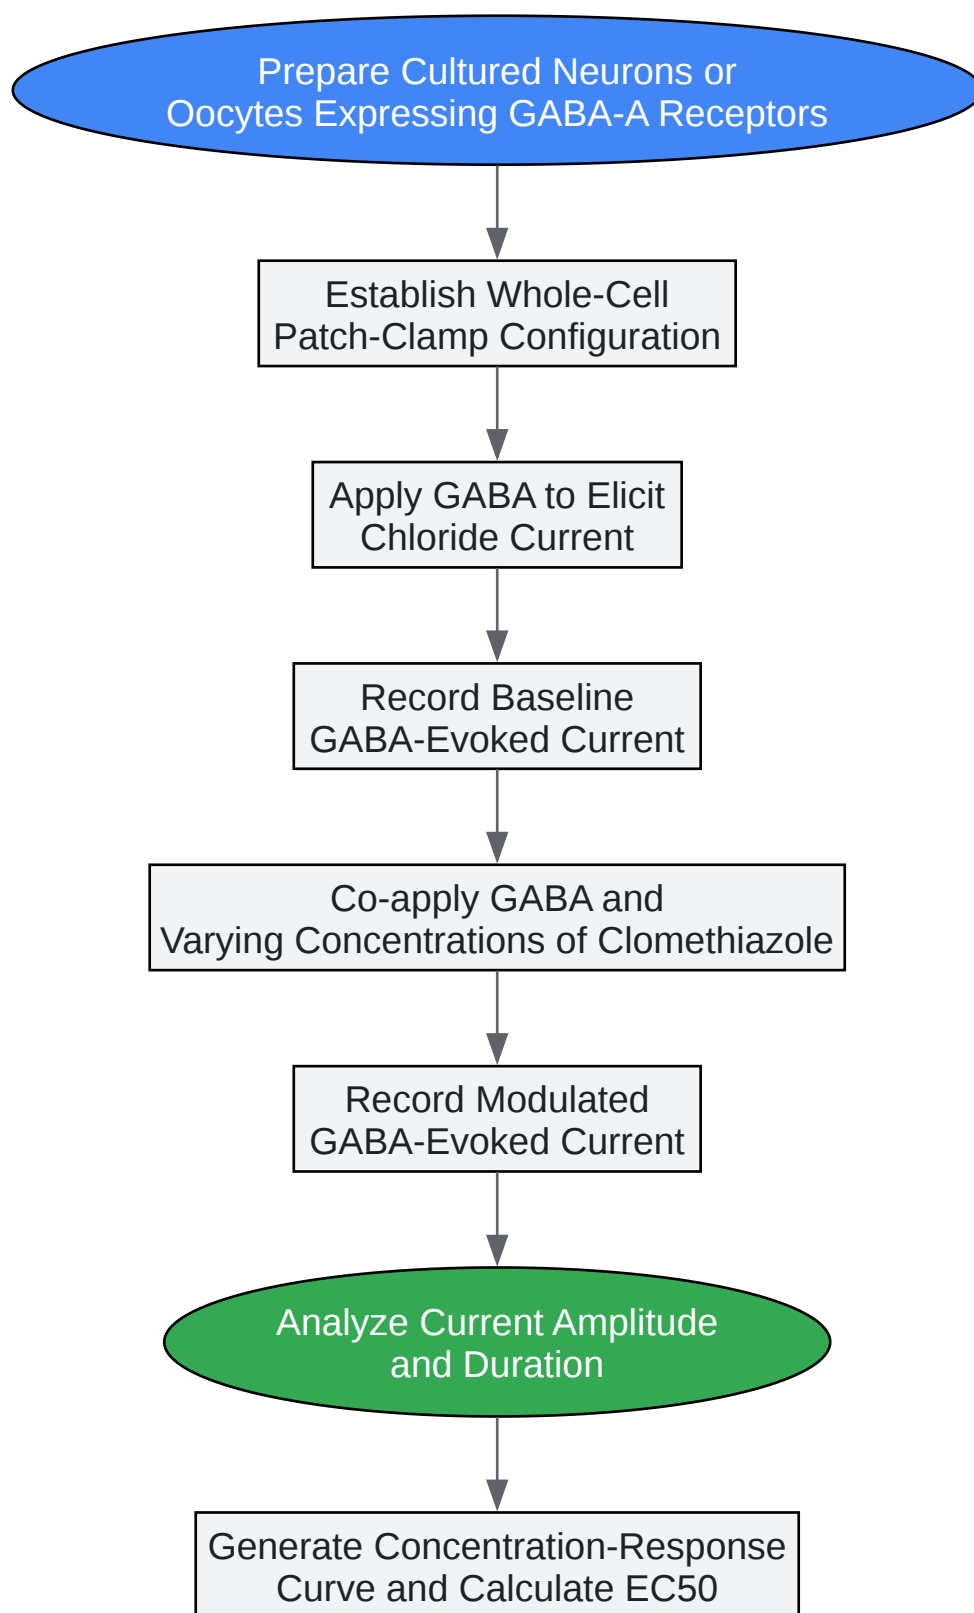 Prepare Cultured Neurons or
Oocytes Expressing GABA-A Receptors
Establish Whole-Cell
Patch-Clamp Configuration
Apply GABA to Elicit
Chloride Current
Record Baseline
GABA-Evoked Current
Co-apply GABA and
Varying Concentrations of Clomethiazole
Record Modulated
GABA-Evoked Current
Analyze Current Amplitude
and Duration
Generate Concentration-Response
Curve and Calculate EC50